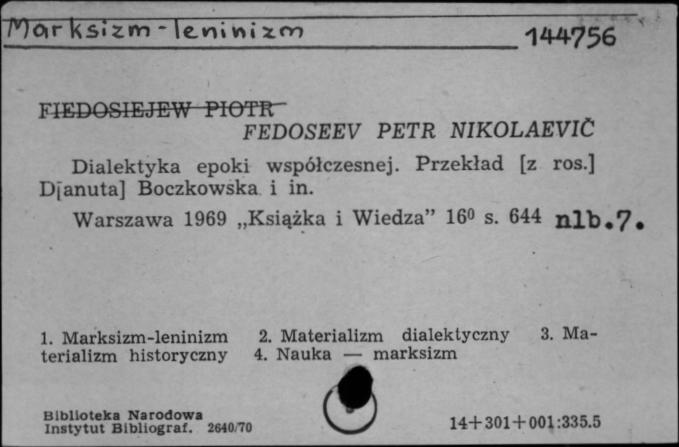 Marksizm-leninizm
144756
FIEDOSIEJEW PIOTR
FEDOSEEV PETR NIKOLAEVIČ
Dialektyka epoki współczesnej. Przekład [z ros.]
D[anuta] Boczkowska i in.
Warszawa 1969 „Książka i Wiedza” 16⁰ s. 644 nlb.7.
1. Marksizm-leninizm 2. Materializm dialektyczny 3. Ma-
terializm historyczny 4. Nauka — marksizm
Biblioteka Narodowa
Instytut Bibliograf. 2640/70
14+301+001:335.5